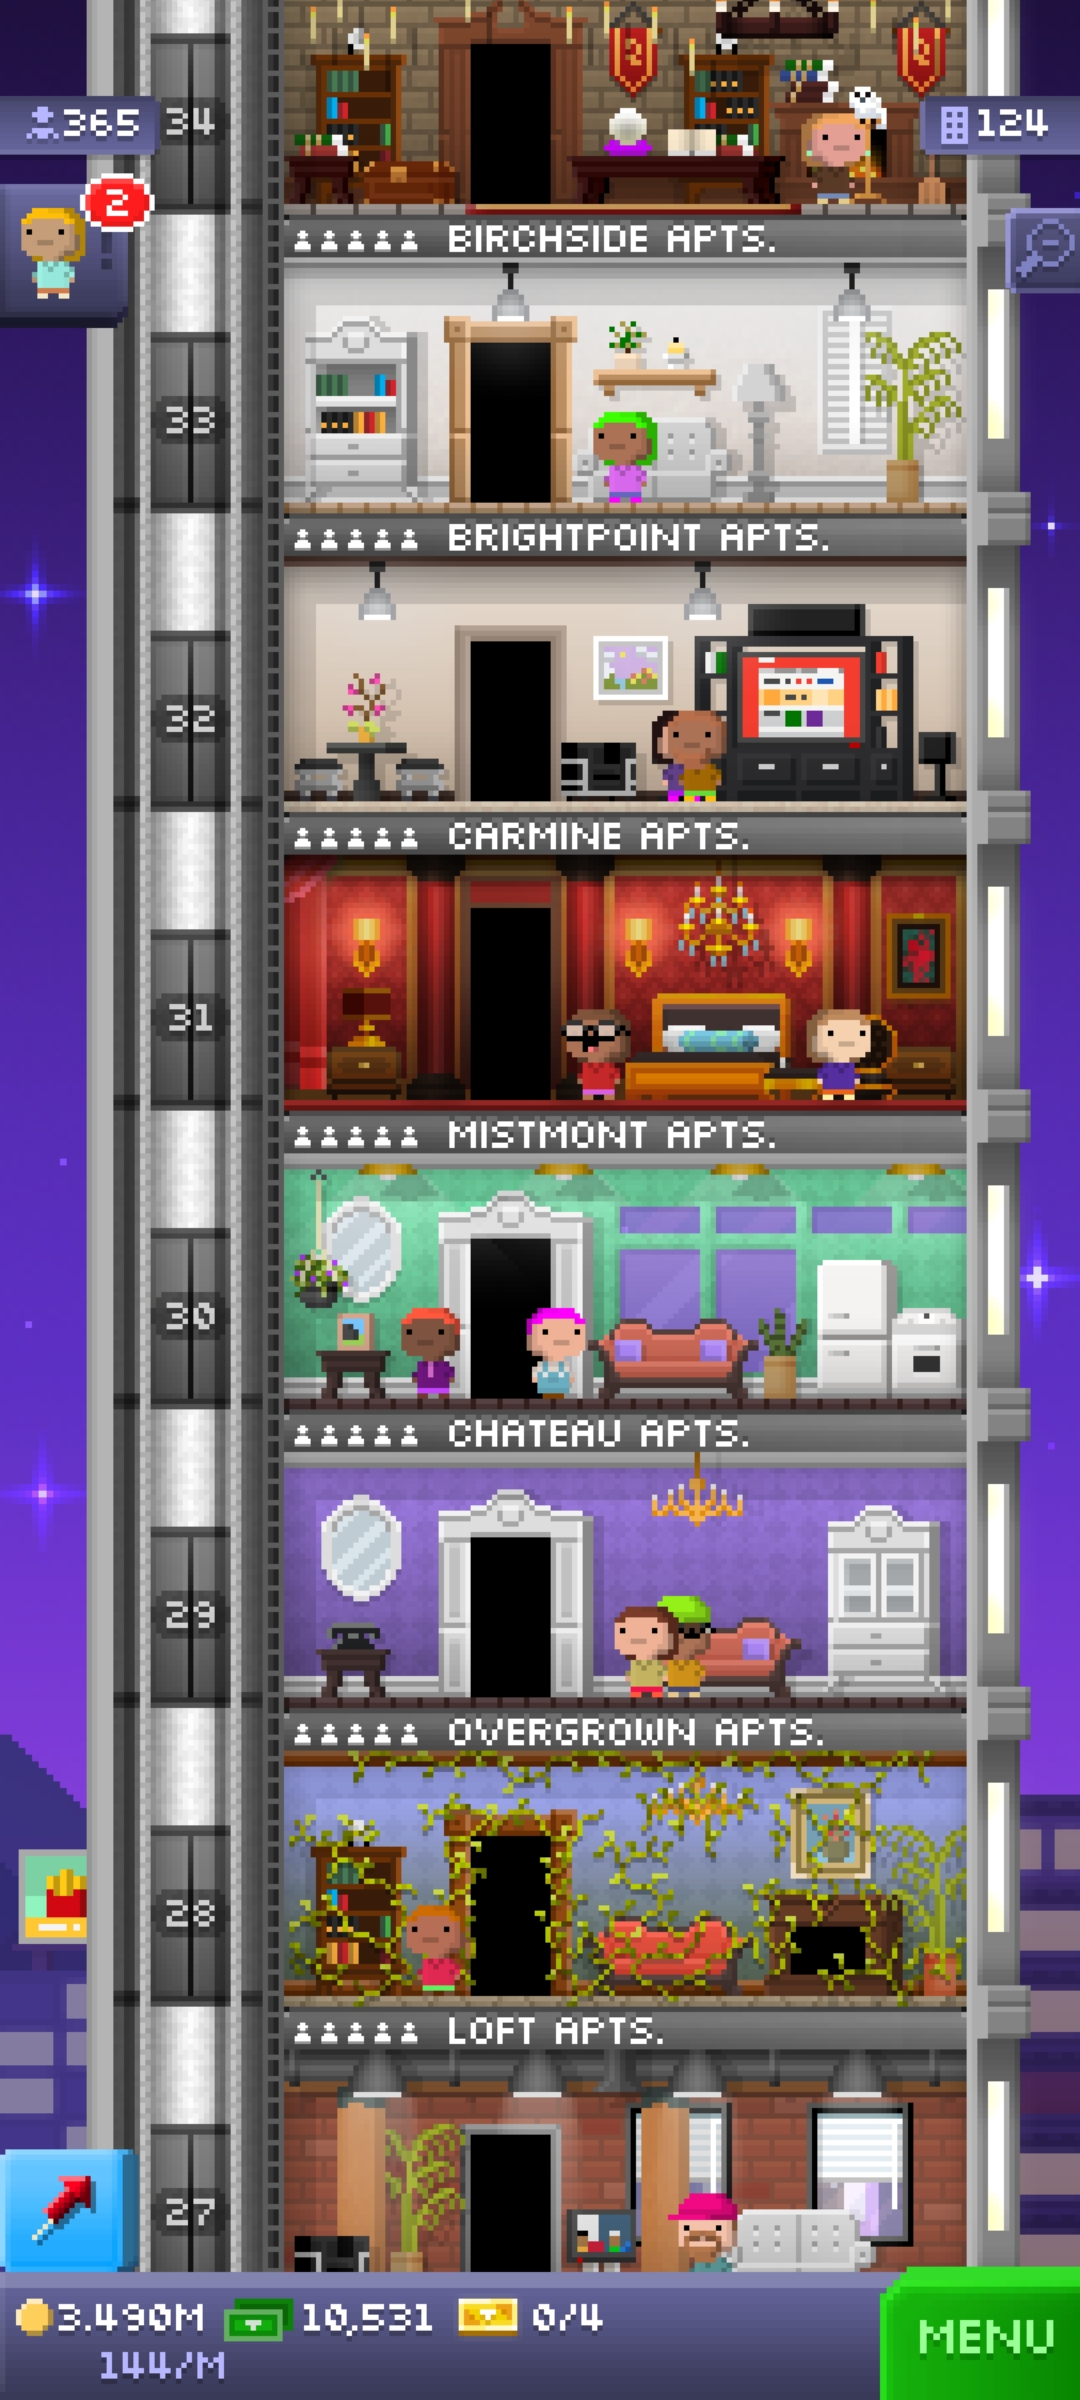 365
34
124
2
BIRCHSIDE APTS.
33
BRIGHTPOINT APTS.
32
CARMINE APTS.
31
MISTMONT APTS.
30
CHATEAU APTS.
29
OVERGROWN APTS.
28
LOFT APTS.
27
3.490M 10,531 0/4
144/M
MENU